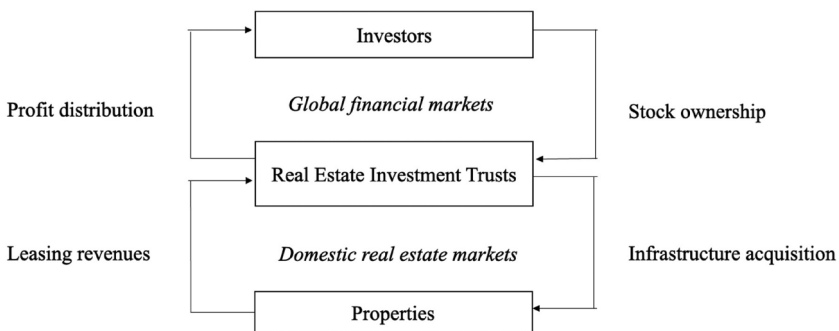 Investors
Profit distribution
Global financial markets
Stock ownership
Real Estate Investment Trusts
Leasing revenues
Domestic real estate markets
Infrastructure acquisition
Properties